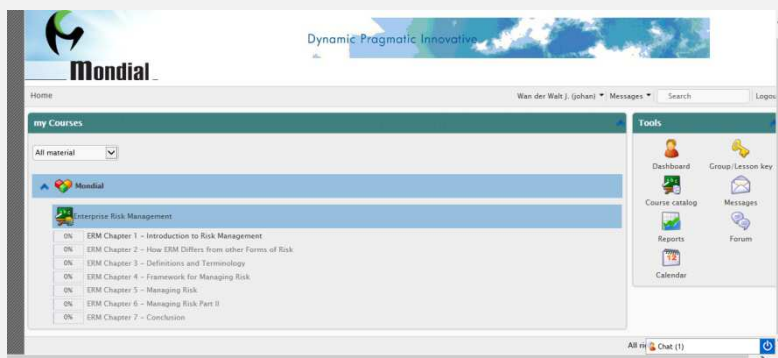 Mondial
Dynamic Pragmatic Innovative
Home
Wan der Walt J. (johan) Messages Search
my Courses
Tools
All material
Dashboard Group/Lesson key
Mondial
Course catalog Messages
Enterprise Risk Management
0% ERM Chapter 1 - Introduction to Risk Management
Reports Forum
0% ERM Chapter 2 - How ERM Differs from other Forms of Risk
0% ERM Chapter 3 - Definitions and Terminology
12
0% ERM Chapter 4 - Framework for Managing Risk
Calendar
0% ERM Chapter 5 - Managing Risk
0% ERM Chapter 6 - Managing Risk Part II
0% ERM Chapter 7 - Conclusion
All
Chat (1)